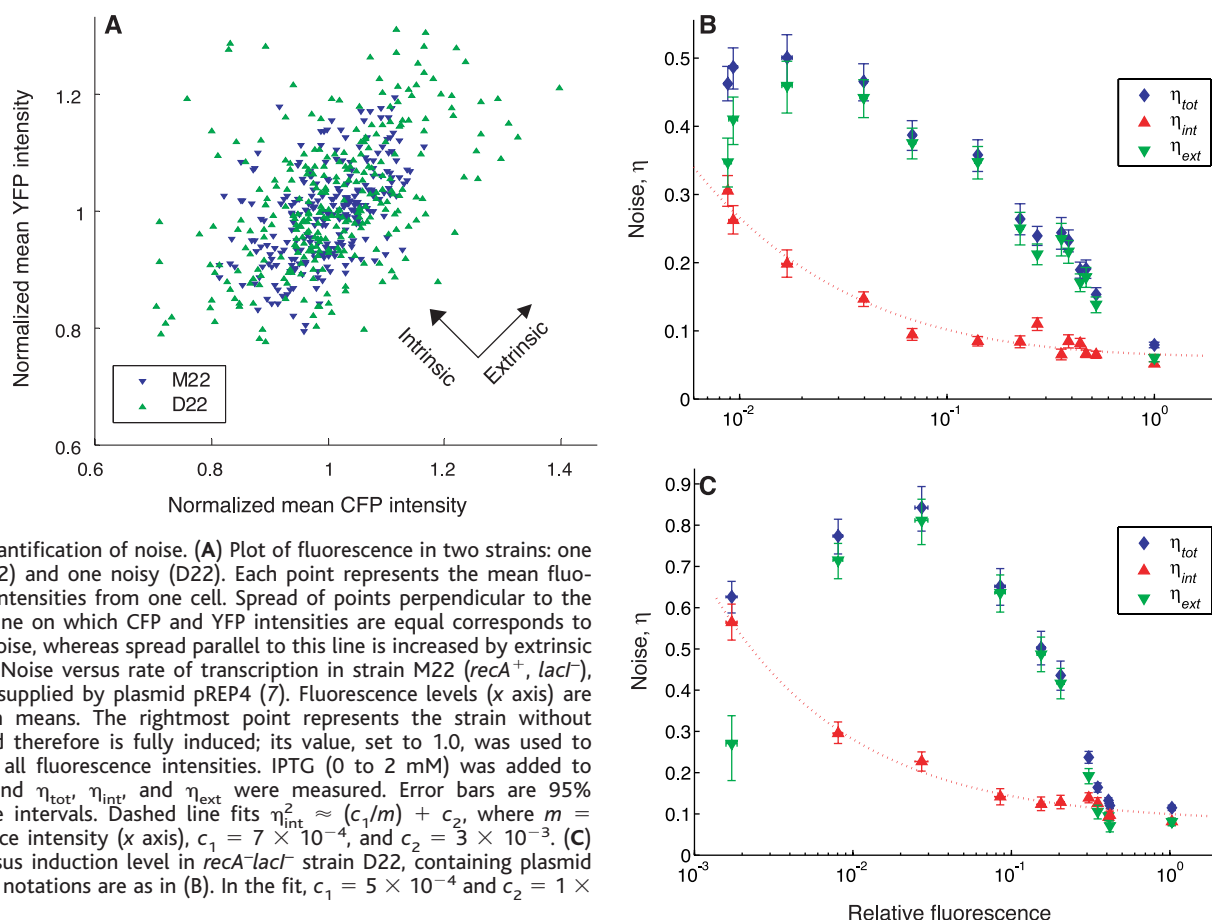 A
Normalized mean YFP intensity
1.2
1
0.8
0.6
0.6
0.8
1
1.2
1.4
Normalized mean CFP intensity
Intrinsic
Extrinsic
M22
D22
B
Noise, η
0.5
0.4
0.3
0.2
0.1
0
10⁻²
10⁻¹
10⁰
η_tot
η_int
η_ext
C
Noise, η
0.9
0.8
0.7
0.6
0.5
0.4
0.3
0.2
0.1
0
10⁻³
10⁻²
10⁻¹
10⁰
Relative fluorescence
η_tot
η_int
η_ext
antification of noise. (A) Plot of fluorescence in two strains: one
2) and one noisy (D22). Each point represents the mean fluo-
ntensities from one cell. Spread of points perpendicular to the
ne on which CFP and YFP intensities are equal corresponds to
oise, whereas spread parallel to this line is increased by extrinsic
Noise versus rate of transcription in strain M22 (recA⁺, lacI⁻),
supplied by plasmid pREP4 (7). Fluorescence levels (x axis) are
n means. The rightmost point represents the strain without
d therefore is fully induced; its value, set to 1.0, was used to
all fluorescence intensities. IPTG (0 to 2 mM) was added to
nd η_tot, η_int, and η_ext were measured. Error bars are 95%
e intervals. Dashed line fits η²_int ≈ (c₁/m) + c₂, where m =
ce intensity (x axis), c₁ = 7 × 10⁻⁴, and c₂ = 3 × 10⁻³. (C)
sus induction level in recA⁻lacI⁻ strain D22, containing plasmid
notations are as in (B). In the fit, c₁ = 5 × 10⁻⁴ and c₂ = 1 ×